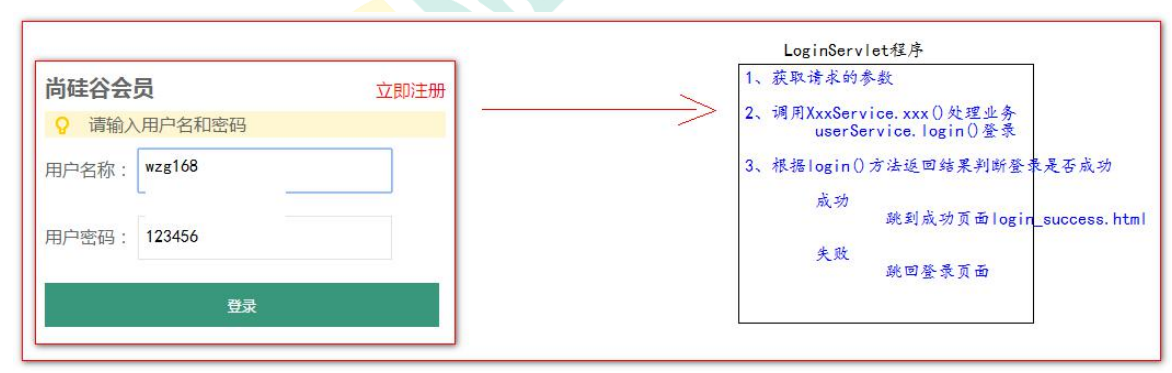 尚硅谷会员
立即注册
请输入用户名和密码
用户名称：
wzg168
用户密码：
123456
登录
LoginServlet程序
1、获取请求的参数
2、调用XxxService.xxx()处理业务
userService.login()登录
3、根据login()方法返回结果判断登录是否成功
成功
跳到成功页面login_success.html
失败
跳回登录页面